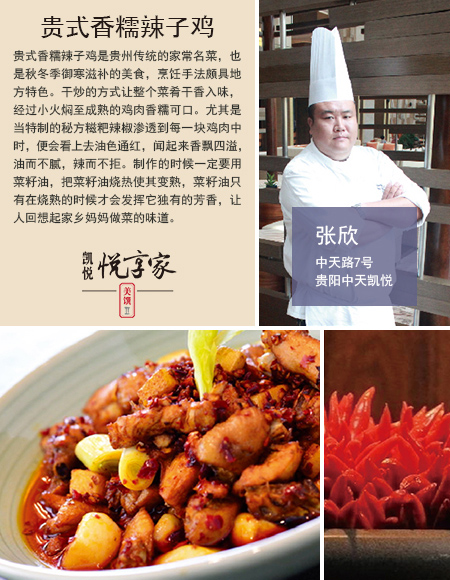 贵式香糯辣子鸡
贵式香糯辣子鸡是贵州传统的家常名菜，也
是秋冬季御寒滋补的美食，烹饪手法颇具地
方特色。干炒的方式让整个菜肴干香入味，
经过小火焖至成熟的鸡肉香糯可口。尤其是
当特制的秘方糍粑辣椒渗透到每一块鸡肉中
时，便会看上去油色通红，闻起来香飘四溢，
油而不腻，辣而不拒。制作的时候一定要用
菜籽油，把菜籽油烧热使其变熟，菜籽油只
有在烧熟的时候才会发挥它独有的芳香，让
人回想起家乡妈妈做菜的味道。
凯悦 悦享家
美馔 II
张欣
中天路7号
贵阳中天凯悦